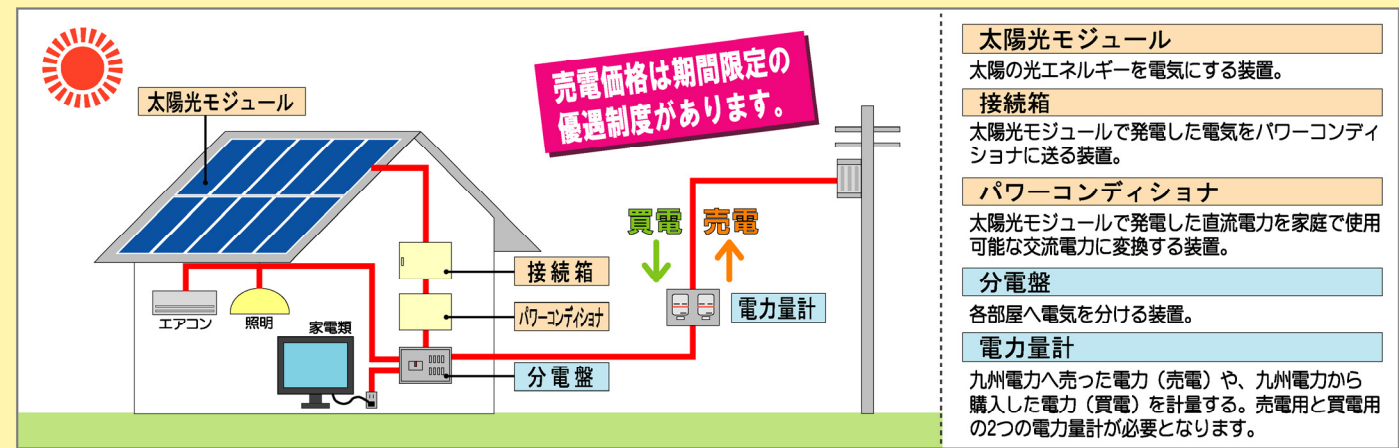 売電価格は期間限定の
優遇制度があります。
太陽光モジュール
買電
売電
接続箱
パワーコンディショナ
電力量計
エアコン
照明
家電類
分電盤
太陽光モジュール
太陽の光エネルギーを電気にする装置。
接続箱
太陽光モジュールで発電した電気をパワーコンディ
ショナに送る装置。
パワーコンディショナ
太陽光モジュールで発電した直流電力を家庭で使用
可能な交流電力に変換する装置。
分電盤
各部屋へ電気を分ける装置。
電力量計
九州電力へ売った電力（売電）や、九州電力から
購入した電力（買電）を計量する。売電用と買電用
の2つの電力量計が必要となります。